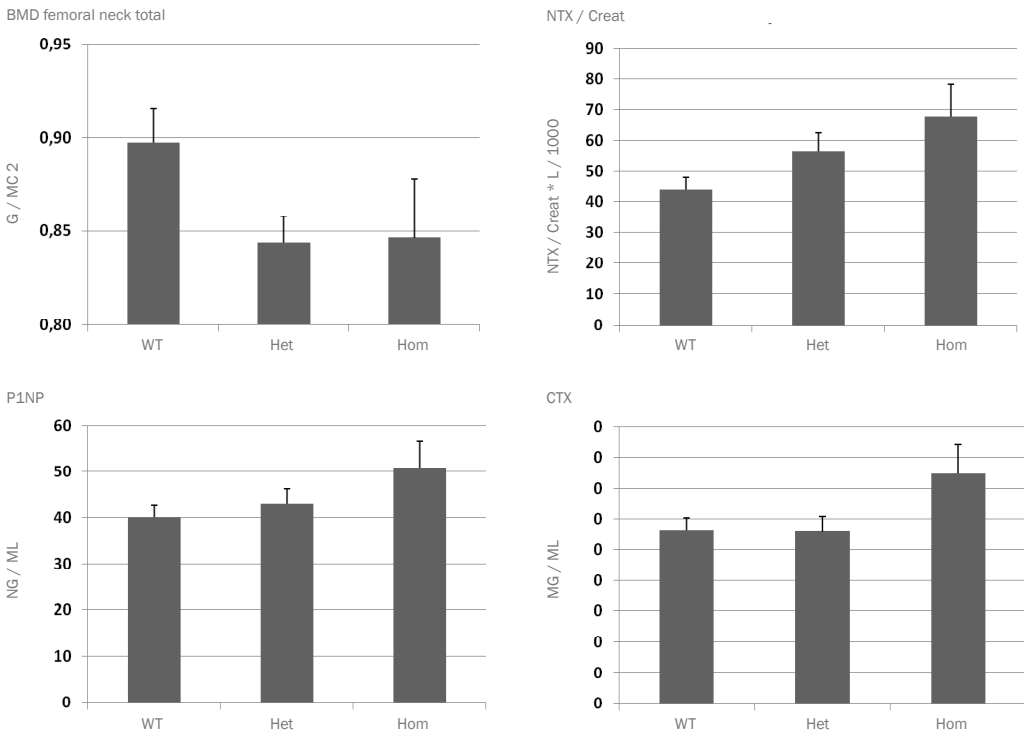 BMD femoral neck total
G / MC 2
0,95
0,90
0,85
0,80
WT Het Hom
NTX / Creat
NTX / Creat * L / 1000
90
80
70
60
50
40
30
20
10
0
WT Het Hom
P1NP
NG / ML
60
50
40
30
20
10
0
WT Het Hom
CTX
MG / ML
0
0
0
0
0
0
0
0
0
0
WT Het Hom